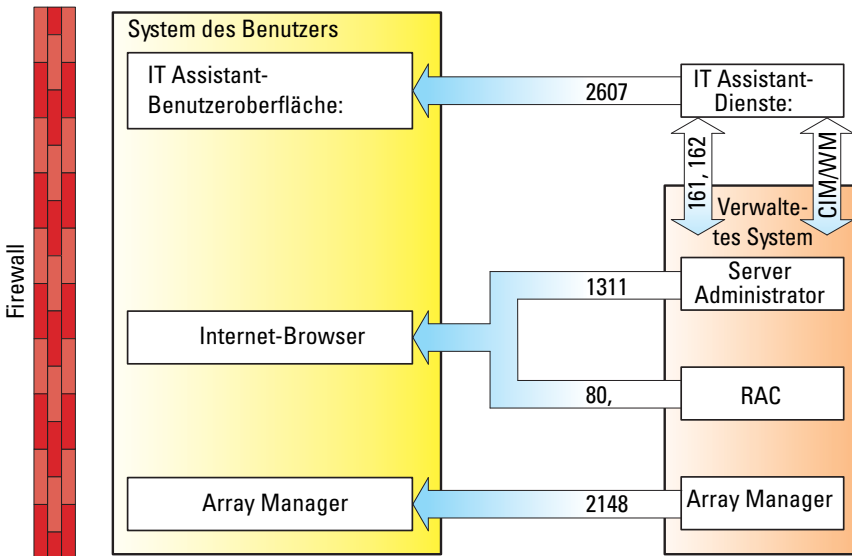 Firewall
System des Benutzers
IT Assistant-
Benutzeroberfläche:
2607
IT Assistant-
Dienste:
161, 162
CIM/WM
Verwalte-
tes System
Internet-Browser
1311
Server
Administrator
80,
RAC
Array Manager
2148
Array Manager